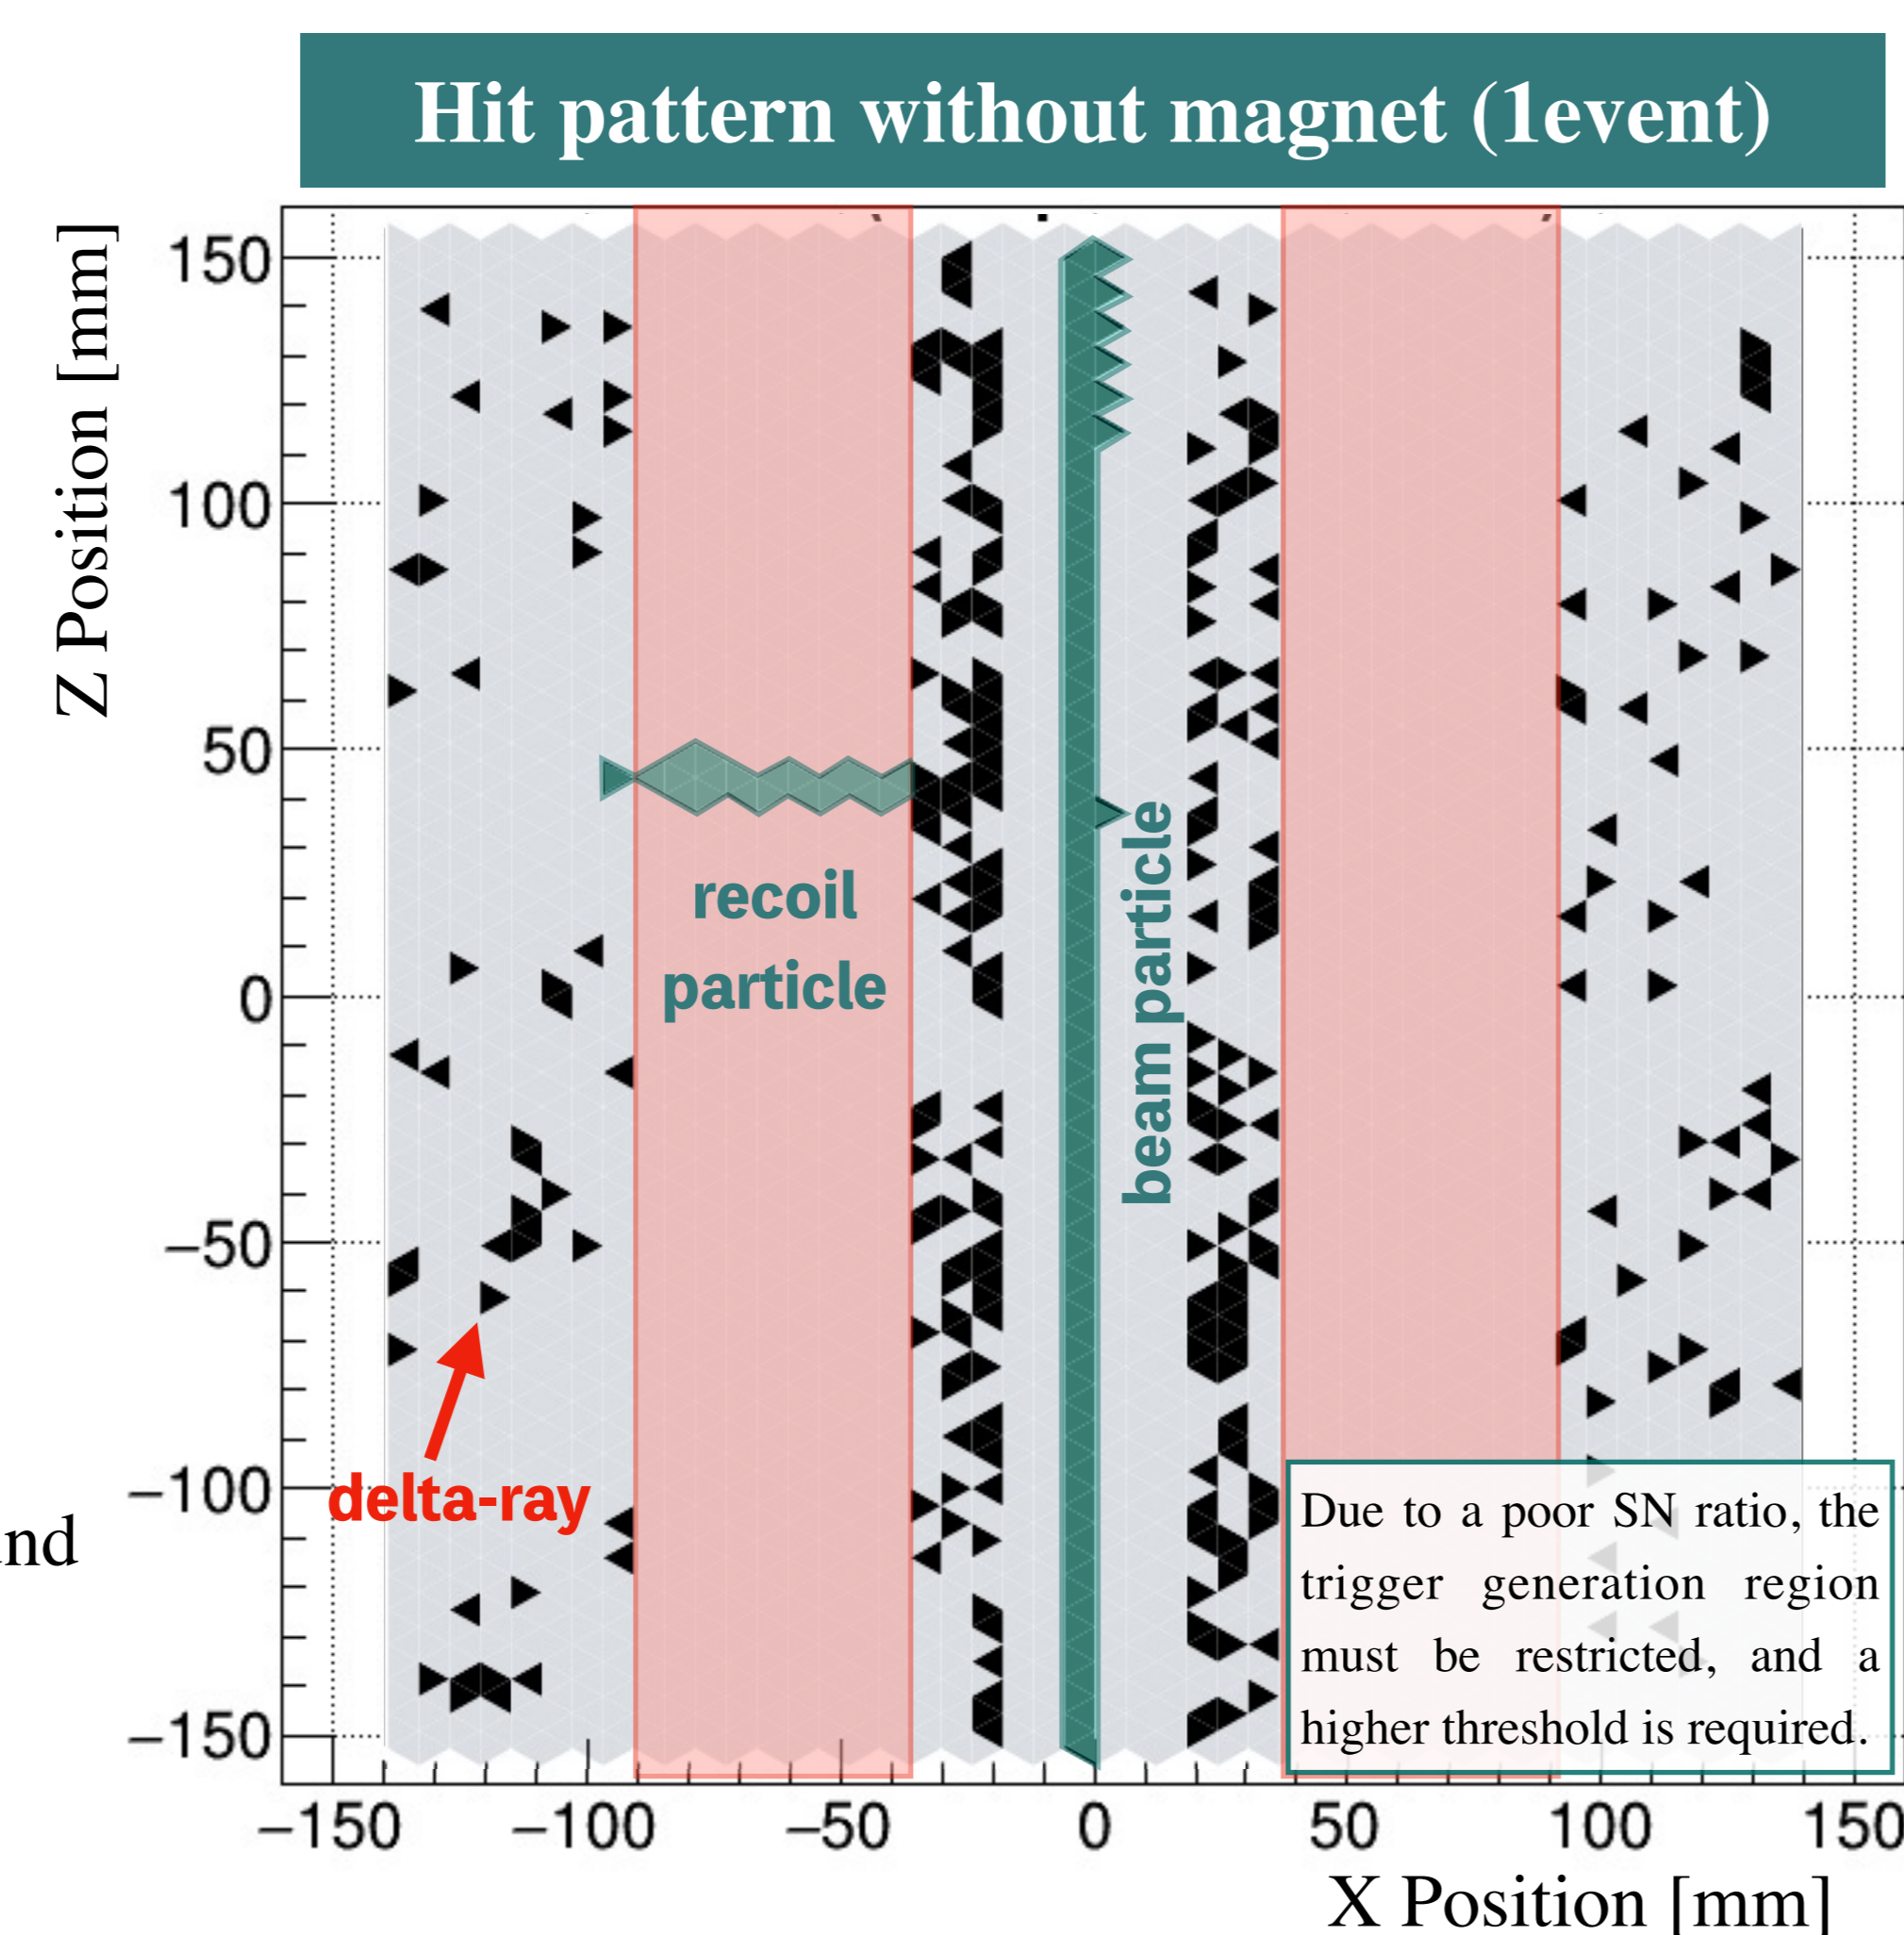 Hit pattern without magnet (1event)
Z Position [mm]
150
100
50
0
−50
−100
−150
recoil
particle
beam particle
delta-ray
Due to a poor SN ratio, the
trigger generation region
must be restricted, and a
higher threshold is required.
−150 −100 −50 0 50 100 150
X Position [mm]